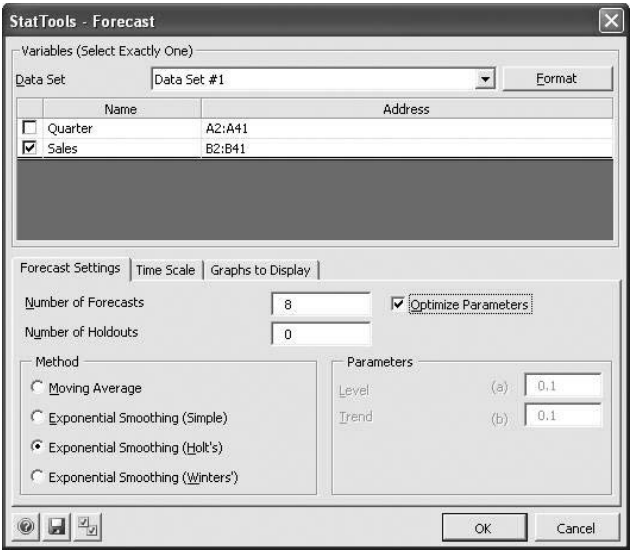 StatTools - Forecast
Variables (Select Exactly One)
Data Set Data Set #1 Format
Name Address
Quarter A2:A41
Sales B2:B41
Forecast Settings Time Scale Graphs to Display
Number of Forecasts 8 Optimize Parameters
Number of Holdouts 0
Method Parameters
Moving Average Level (a) 0.1
Exponential Smoothing (Simple) Trend (b) 0.1
Exponential Smoothing (Holt's)
Exponential Smoothing (Winters')
OK Cancel